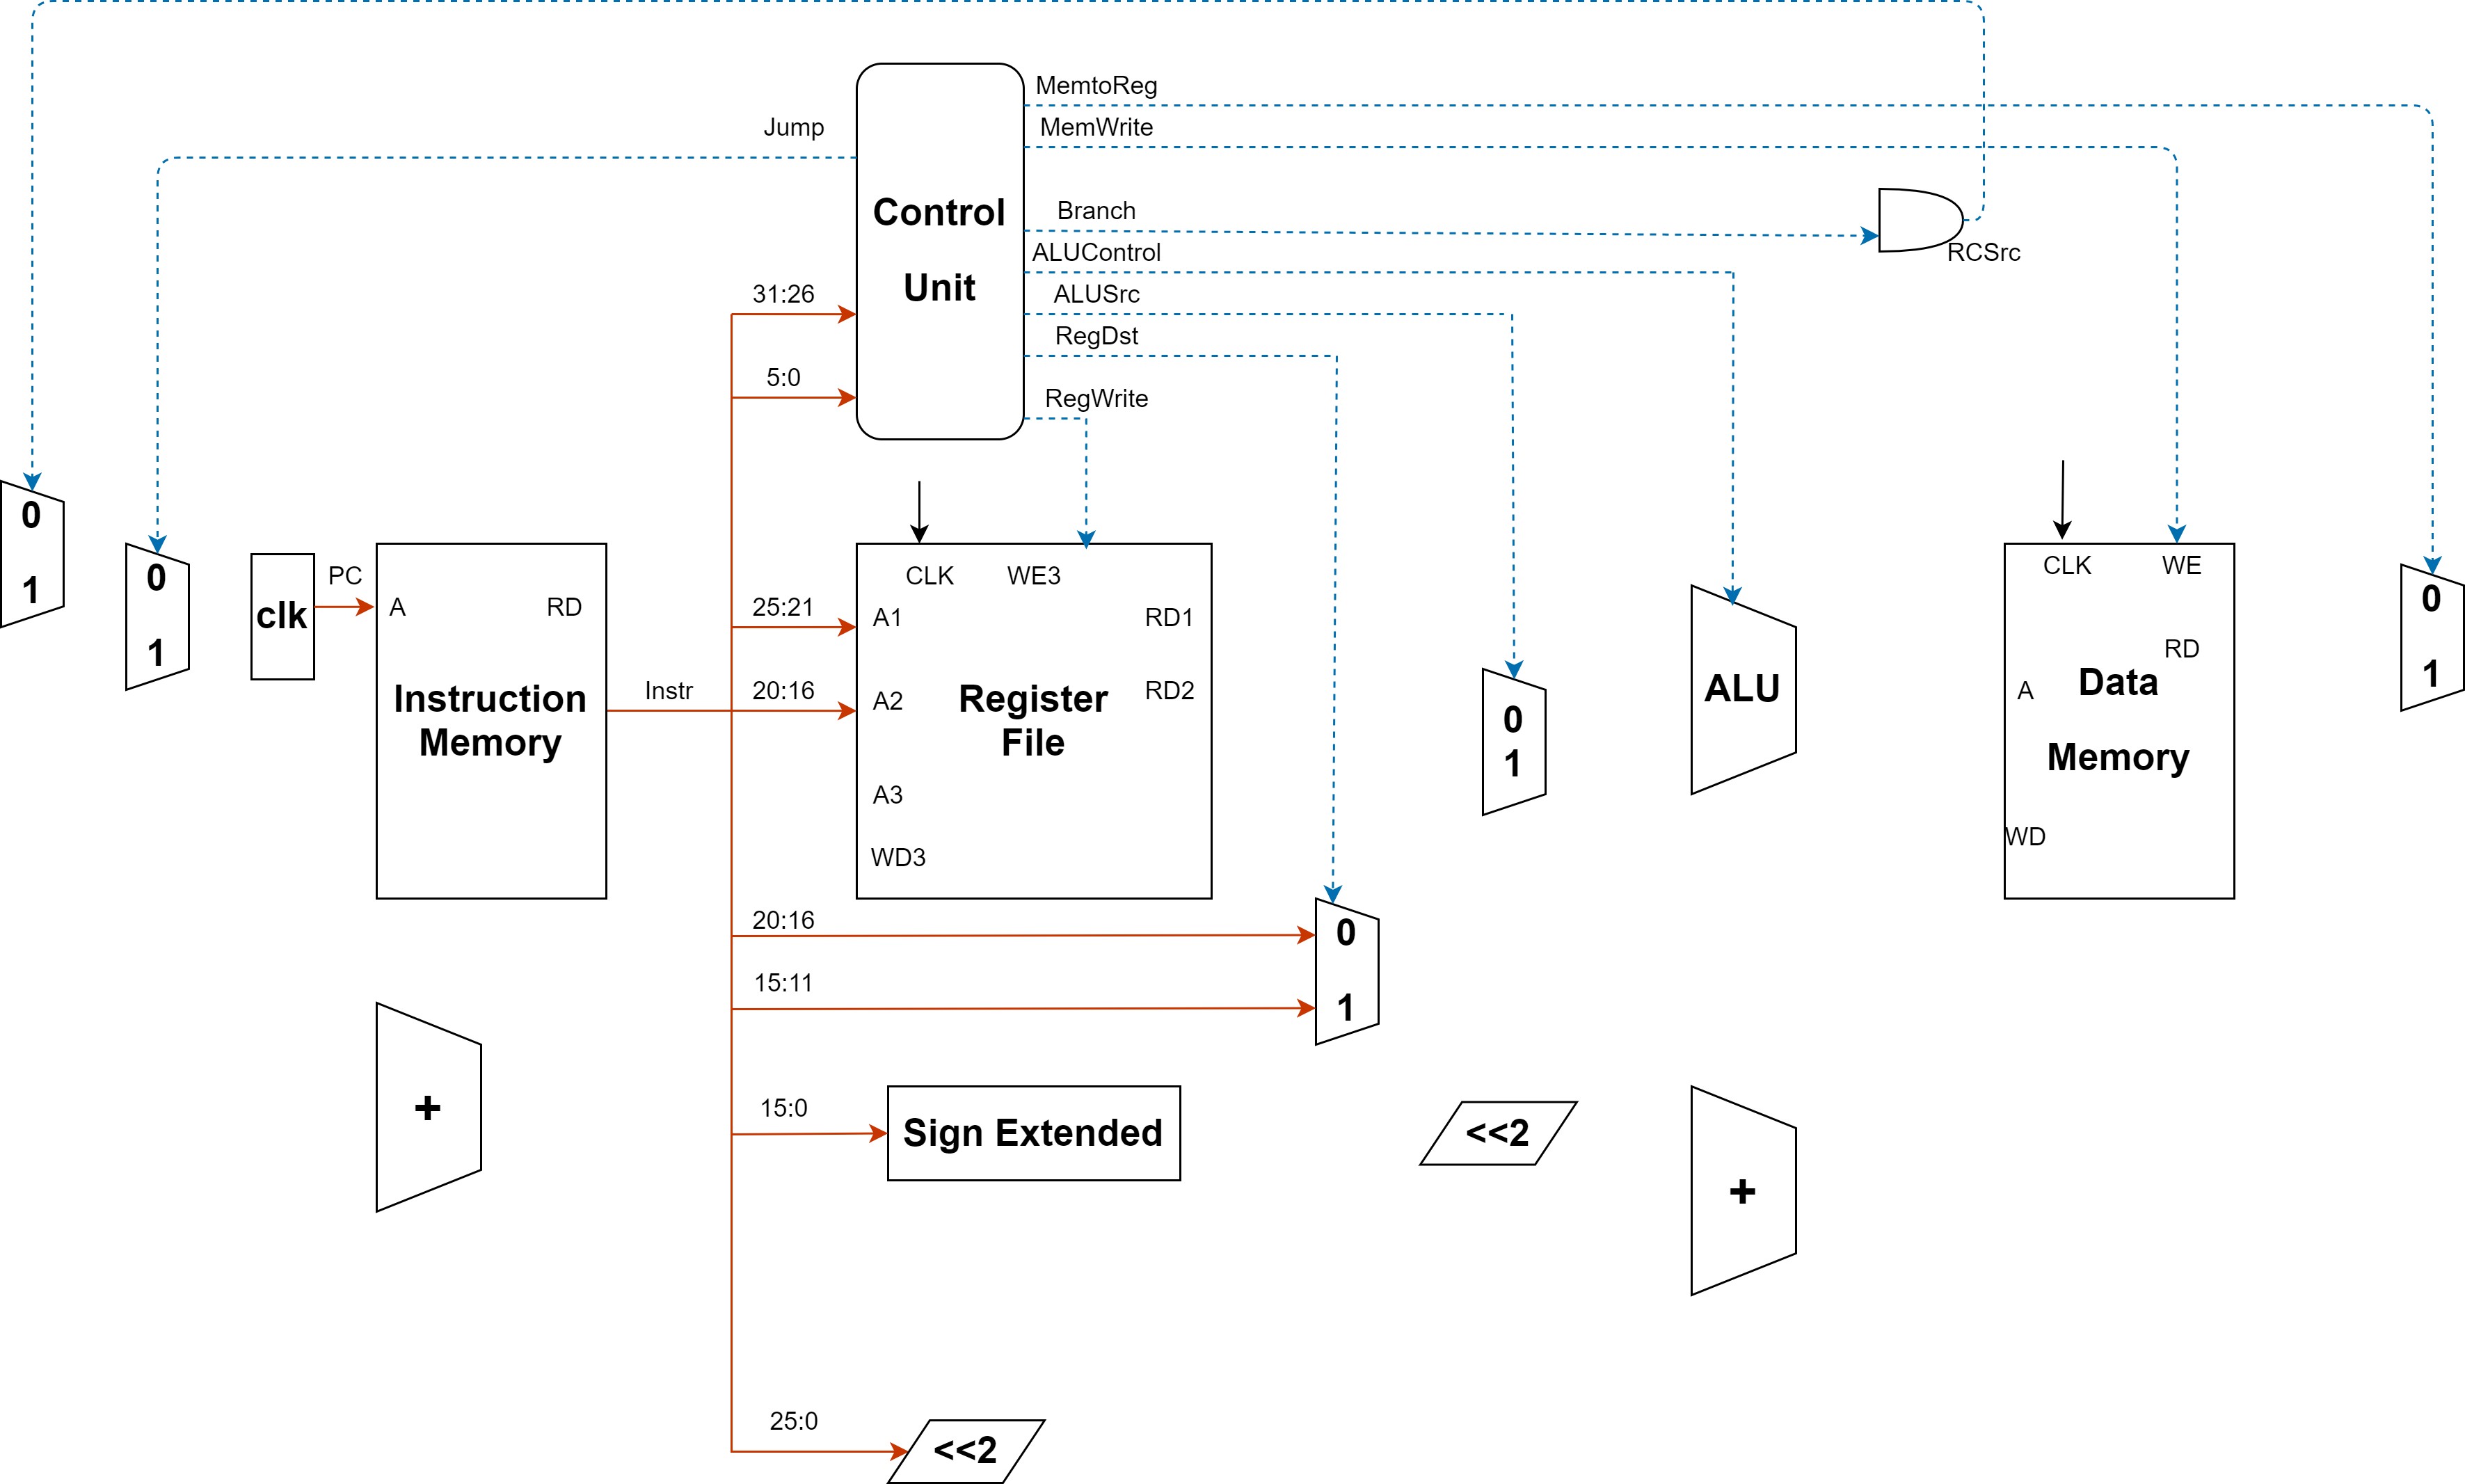 MemtoReg
Jump
MemWrite
Control
Unit
Branch
RCSrc
ALUControl
31:26
ALUSrc
RegDst
5:0
RegWrite
0
1
0
1
clk
PC
A
RD
Instruction
Memory
Instr
25:21
20:16
CLK
WE3
A1
RD1
A2
Register
File
RD2
A3
WD3
0
1
ALU
CLK
WE
RD
A
Data
Memory
WD
0
1
20:16
15:11
0
1
+
15:0
Sign Extended
<<2
+
25:0
<<2